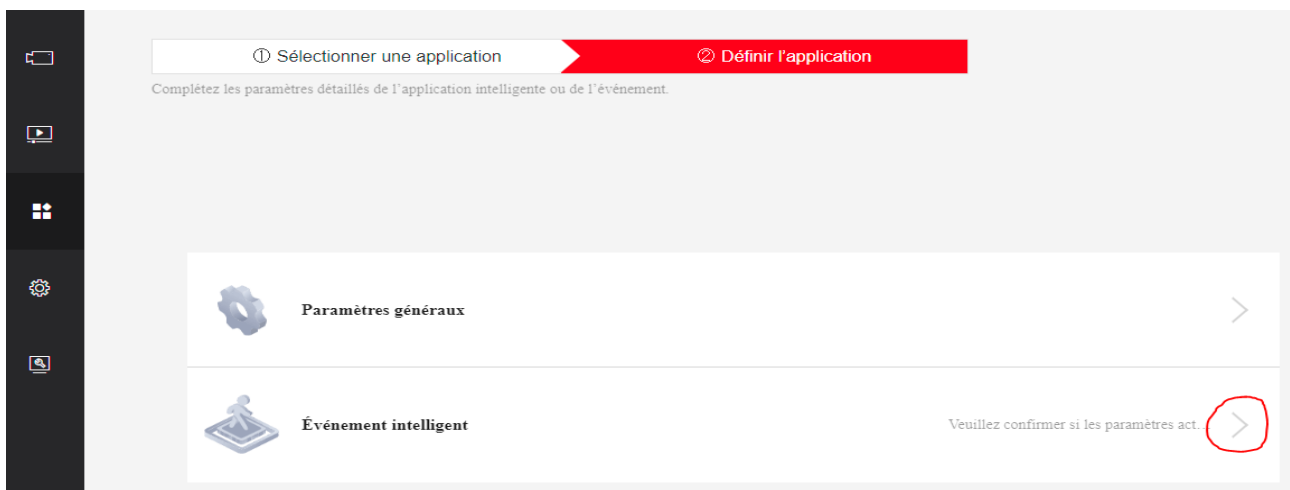 ① Sélectionner une application
② Définir l'application
Complétez les paramètres détaillés de l'application intelligente ou de l'événement.
Paramètres généraux
Événement intelligent
Veuillez confirmer si les paramètres act...